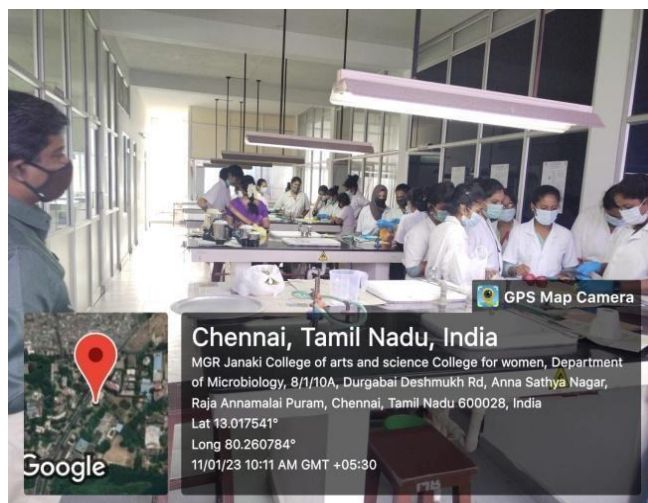 GPS Map Camera
Chennai, Tamil Nadu, India
MGR Janaki College of arts and science College for women, Department
of Microbiology, 8/1/10A, Durgabai Deshmukh Rd, Anna Sathya Nagar,
Raja Annamalai Puram, Chennai, Tamil Nadu 600028, India
Lat 13.017541°
Long 80.260784°
11/01/23 10:11 AM GMT +05:30
Google